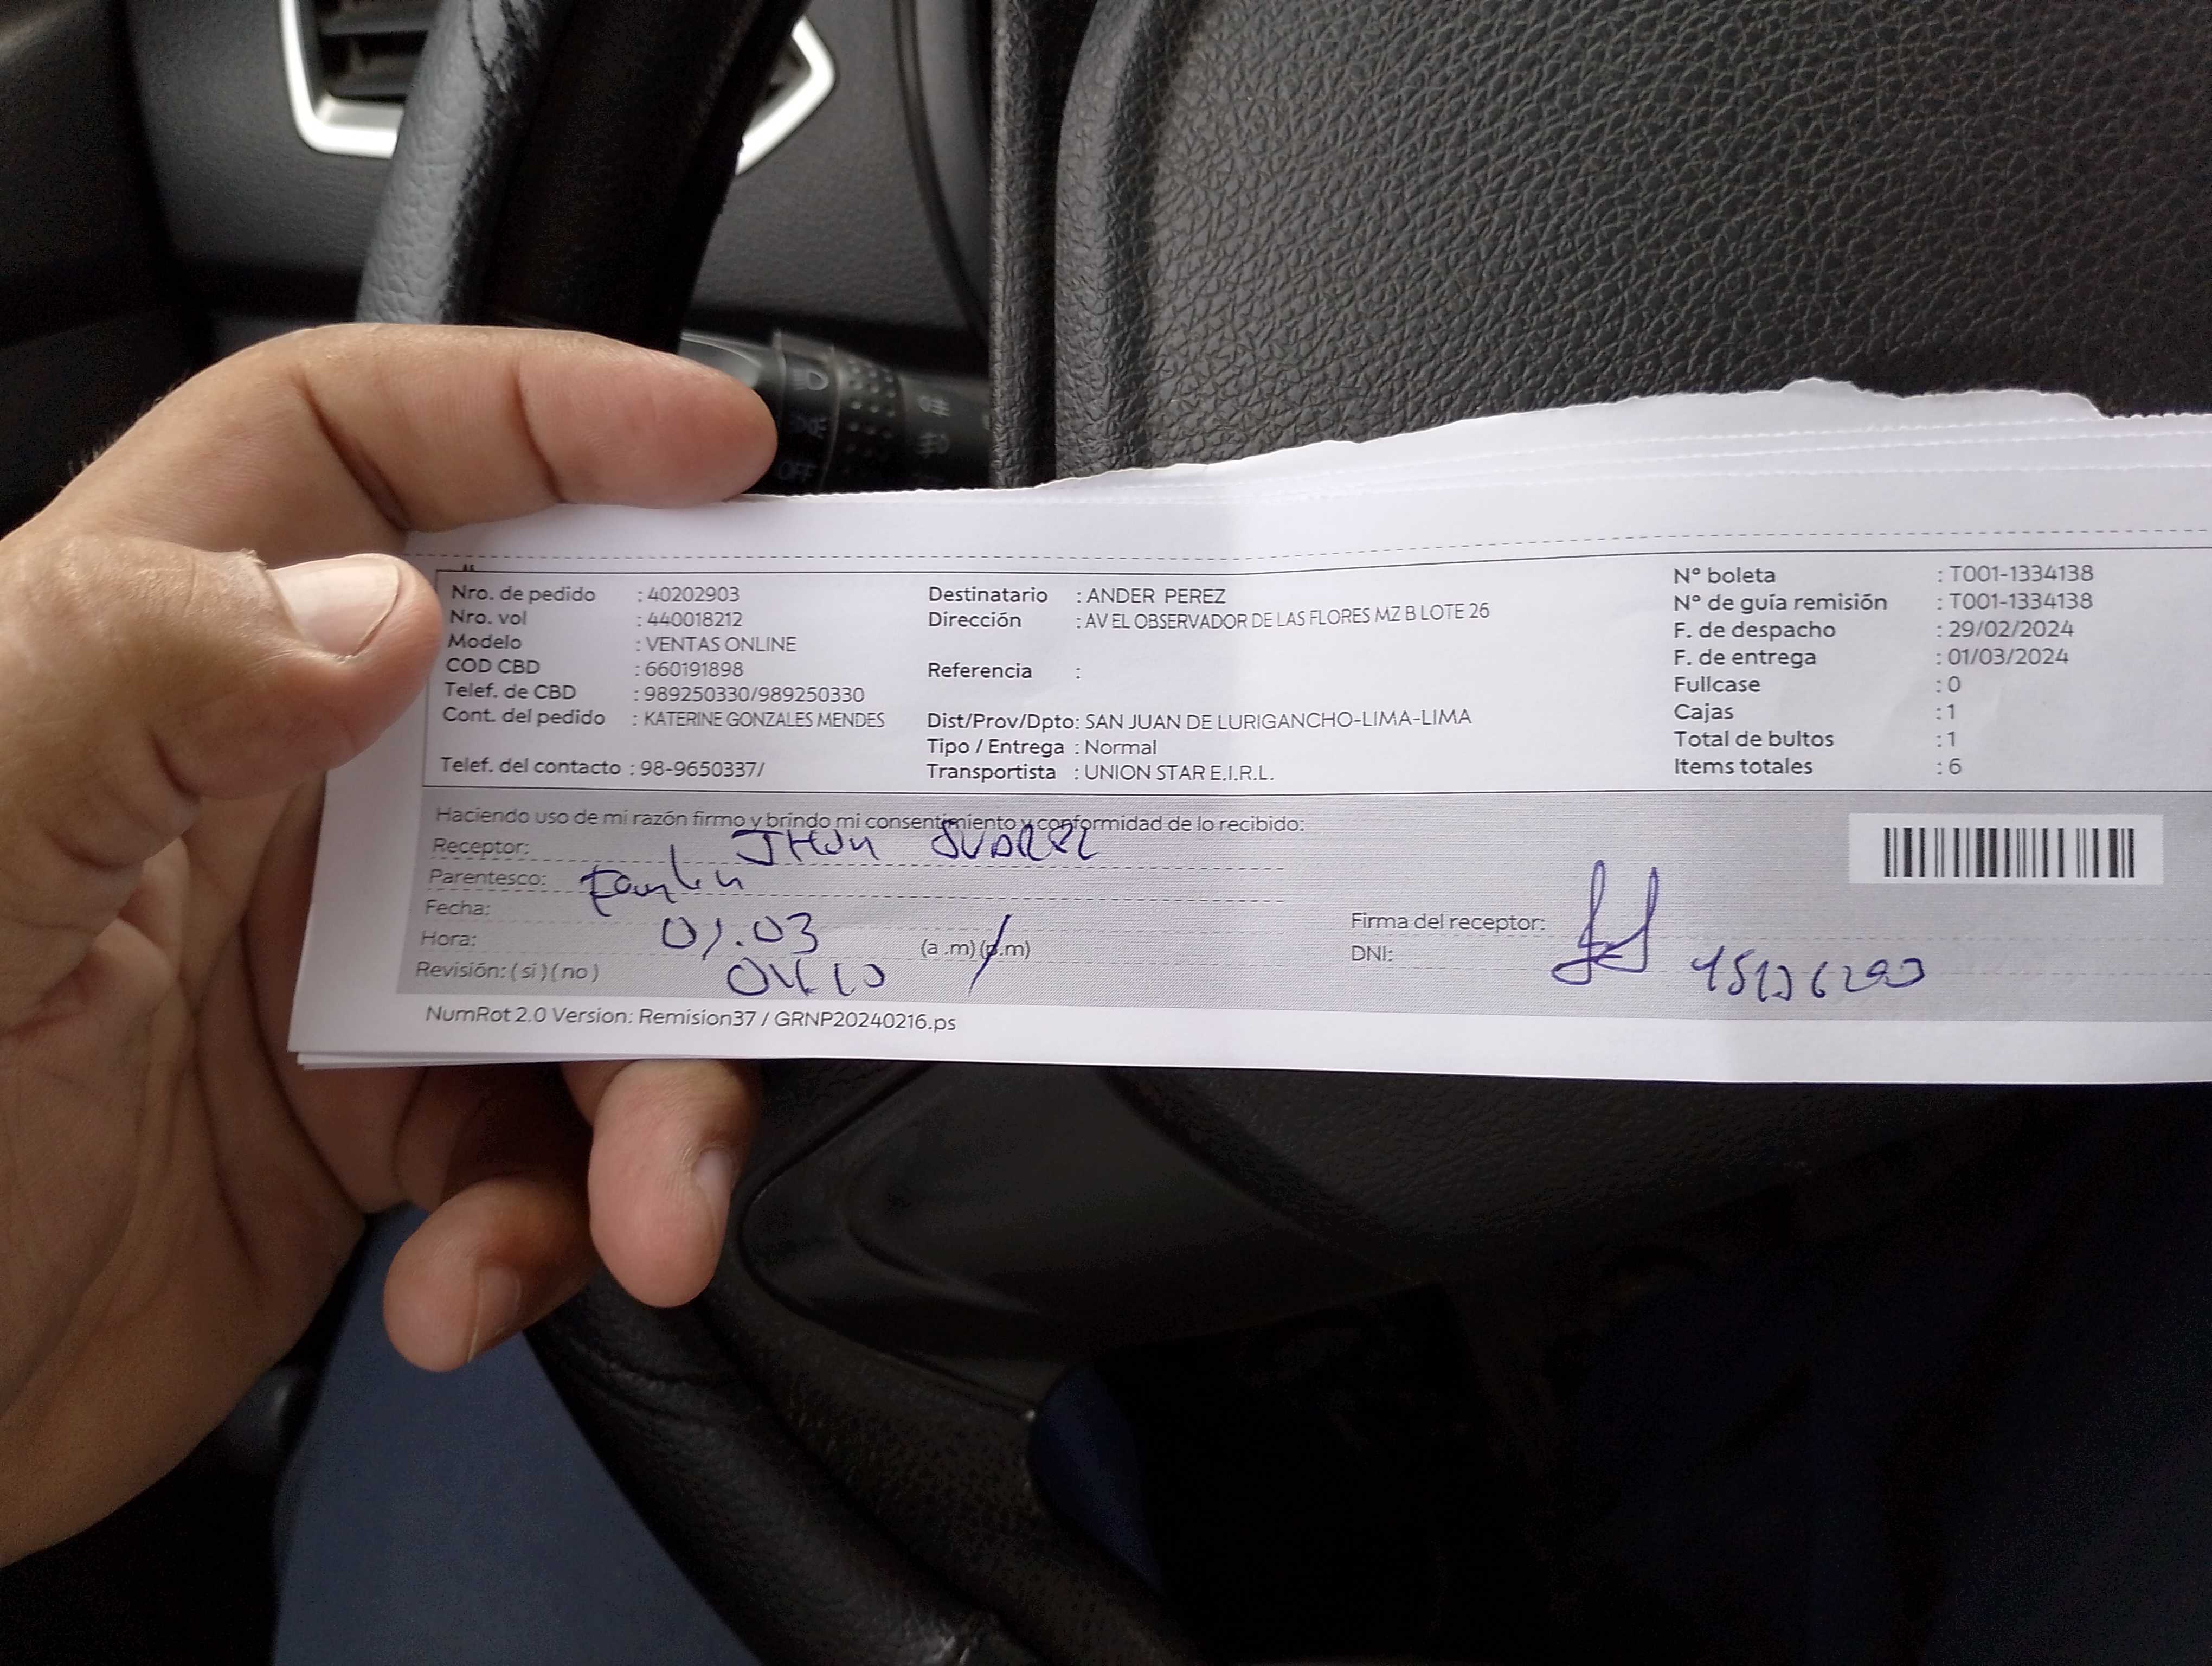 Nro. de pedido : 40202903
Nro. vol : 440018212
Modelo : VENTAS ONLINE
COD CBD : 660191898
Telef. de CBD : 989250330/989250330
Cont. del pedido : KATERINE GONZALES MENDES
Telef. del contacto : 98-9650337/
Destinatario : ANDER PEREZ
Dirección : AV EL OBSERVADOR DE LAS FLORES MZ B LOTE 26
Referencia :
Dist/Prov/Dpto: SAN JUAN DE LURIGANCHO-LIMA-LIMA
Tipo / Entrega : Normal
Transportista : UNION STAR E.I.R.L.
N° boleta : T001-1334138
N° de guía remisión : T001-1334138
F. de despacho : 29/02/2024
F. de entrega : 01/03/2024
Fullcase : 0
Cajas : 1
Total de bultos : 1
Items totales : 6
Haciendo uso de mi razón firmo y brindo mi consentimiento y conformidad de lo recibido:
Receptor: JHON SUAREZ
Parentesco:
Fecha: 01.03
Hora: (a .m) (p.m)
Revisión: ( si ) ( no )
Firma del receptor:
DNI:
NumRot 2.0 Version: Remision37 / GRNP20240216.ps
OFF